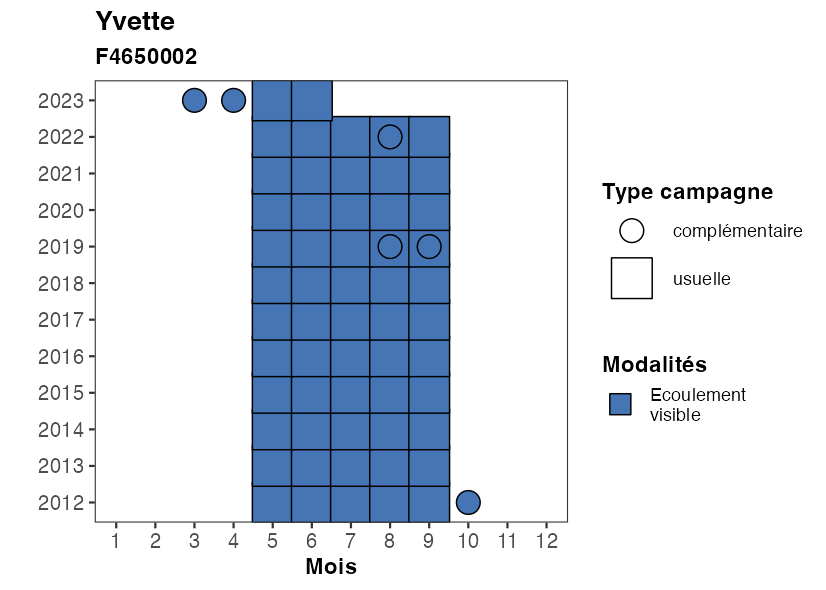 Yvette
F4650002
2023
2022
2021
2020
2019
2018
2017
2016
2015
2014
2013
2012
1 2 3 4 5 6 7 8 9 10 11 12
Mois
Type campagne
complémentaire
usuelle
Modalités
Ecoulement
visible